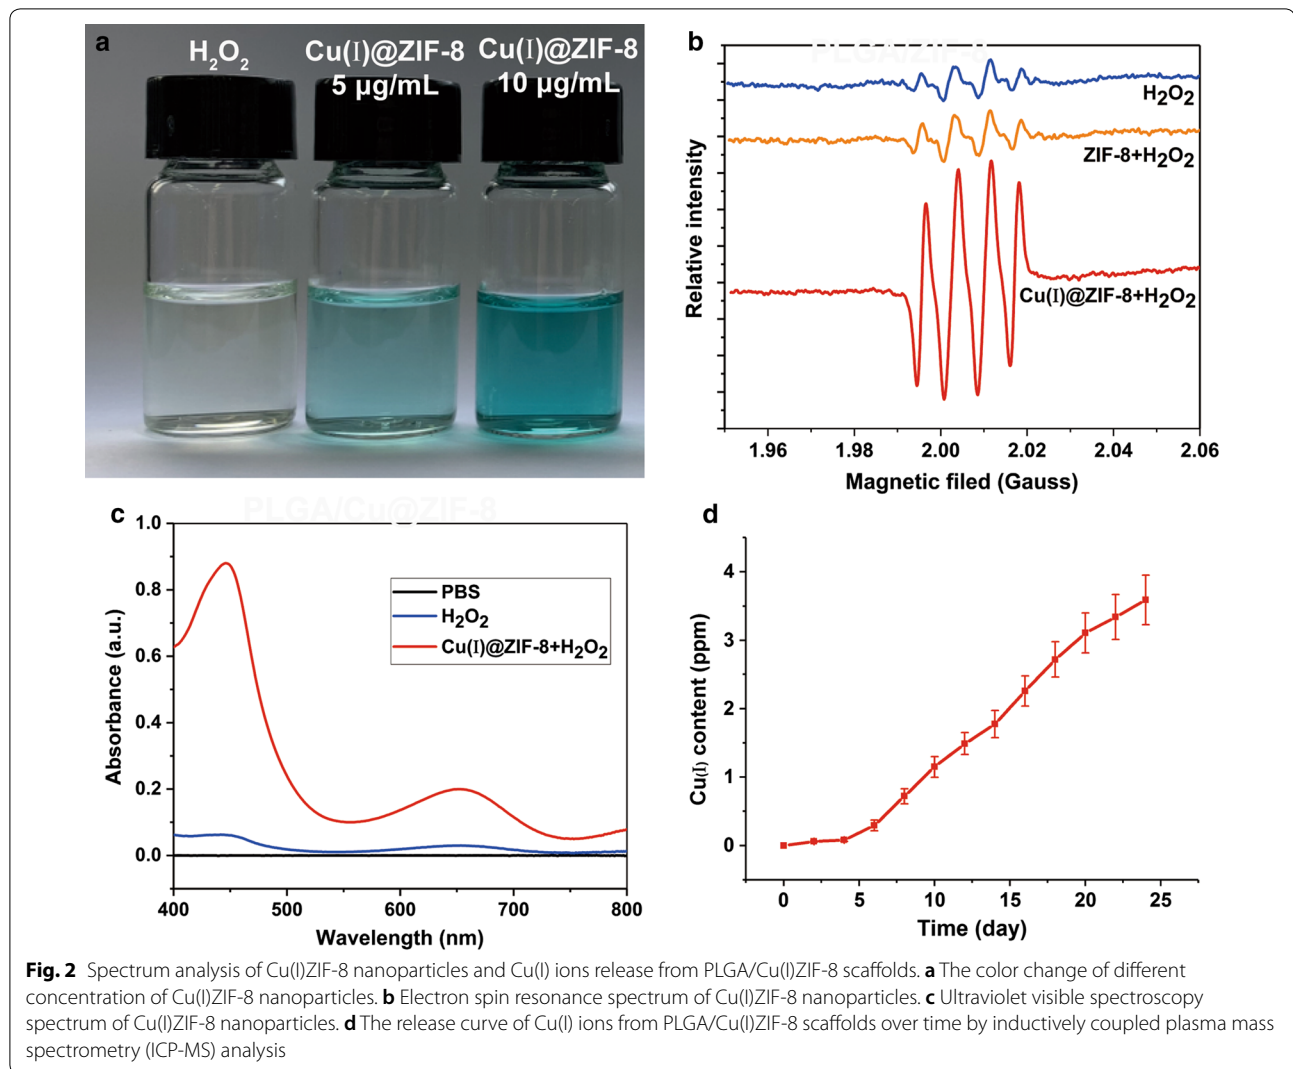 a
H₂O₂
Cu(I)@ZIF-8
5 µg/mL
Cu(I)@ZIF-8
10 µg/mL
b
PLGA/ZIF-8
H₂O₂
ZIF-8+H₂O₂
Cu(I)@ZIF-8+H₂O₂
Relative intensity
1.96 1.98 2.00 2.02 2.04 2.06
Magnetic filed (Gauss)
PLGA/Cu@ZIF-8
c
1.0
0.8
0.6
0.4
0.2
0.0
Absorbance (a.u.)
PBS
H₂O₂
Cu(I)@ZIF-8+H₂O₂
400 500 600 700 800
Wavelength (nm)
d
4
3
2
1
0
Cu(I) content (ppm)
0 5 10 15 20 25
Time (day)
Fig. 2 Spectrum analysis of Cu(I)ZIF-8 nanoparticles and Cu(I) ions release from PLGA/Cu(I)ZIF-8 scaffolds. a The color change of different
concentration of Cu(I)ZIF-8 nanoparticles. b Electron spin resonance spectrum of Cu(I)ZIF-8 nanoparticles. c Ultraviolet visible spectroscopy
spectrum of Cu(I)ZIF-8 nanoparticles. d The release curve of Cu(I) ions from PLGA/Cu(I)ZIF-8 scaffolds over time by inductively coupled plasma mass
spectrometry (ICP-MS) analysis